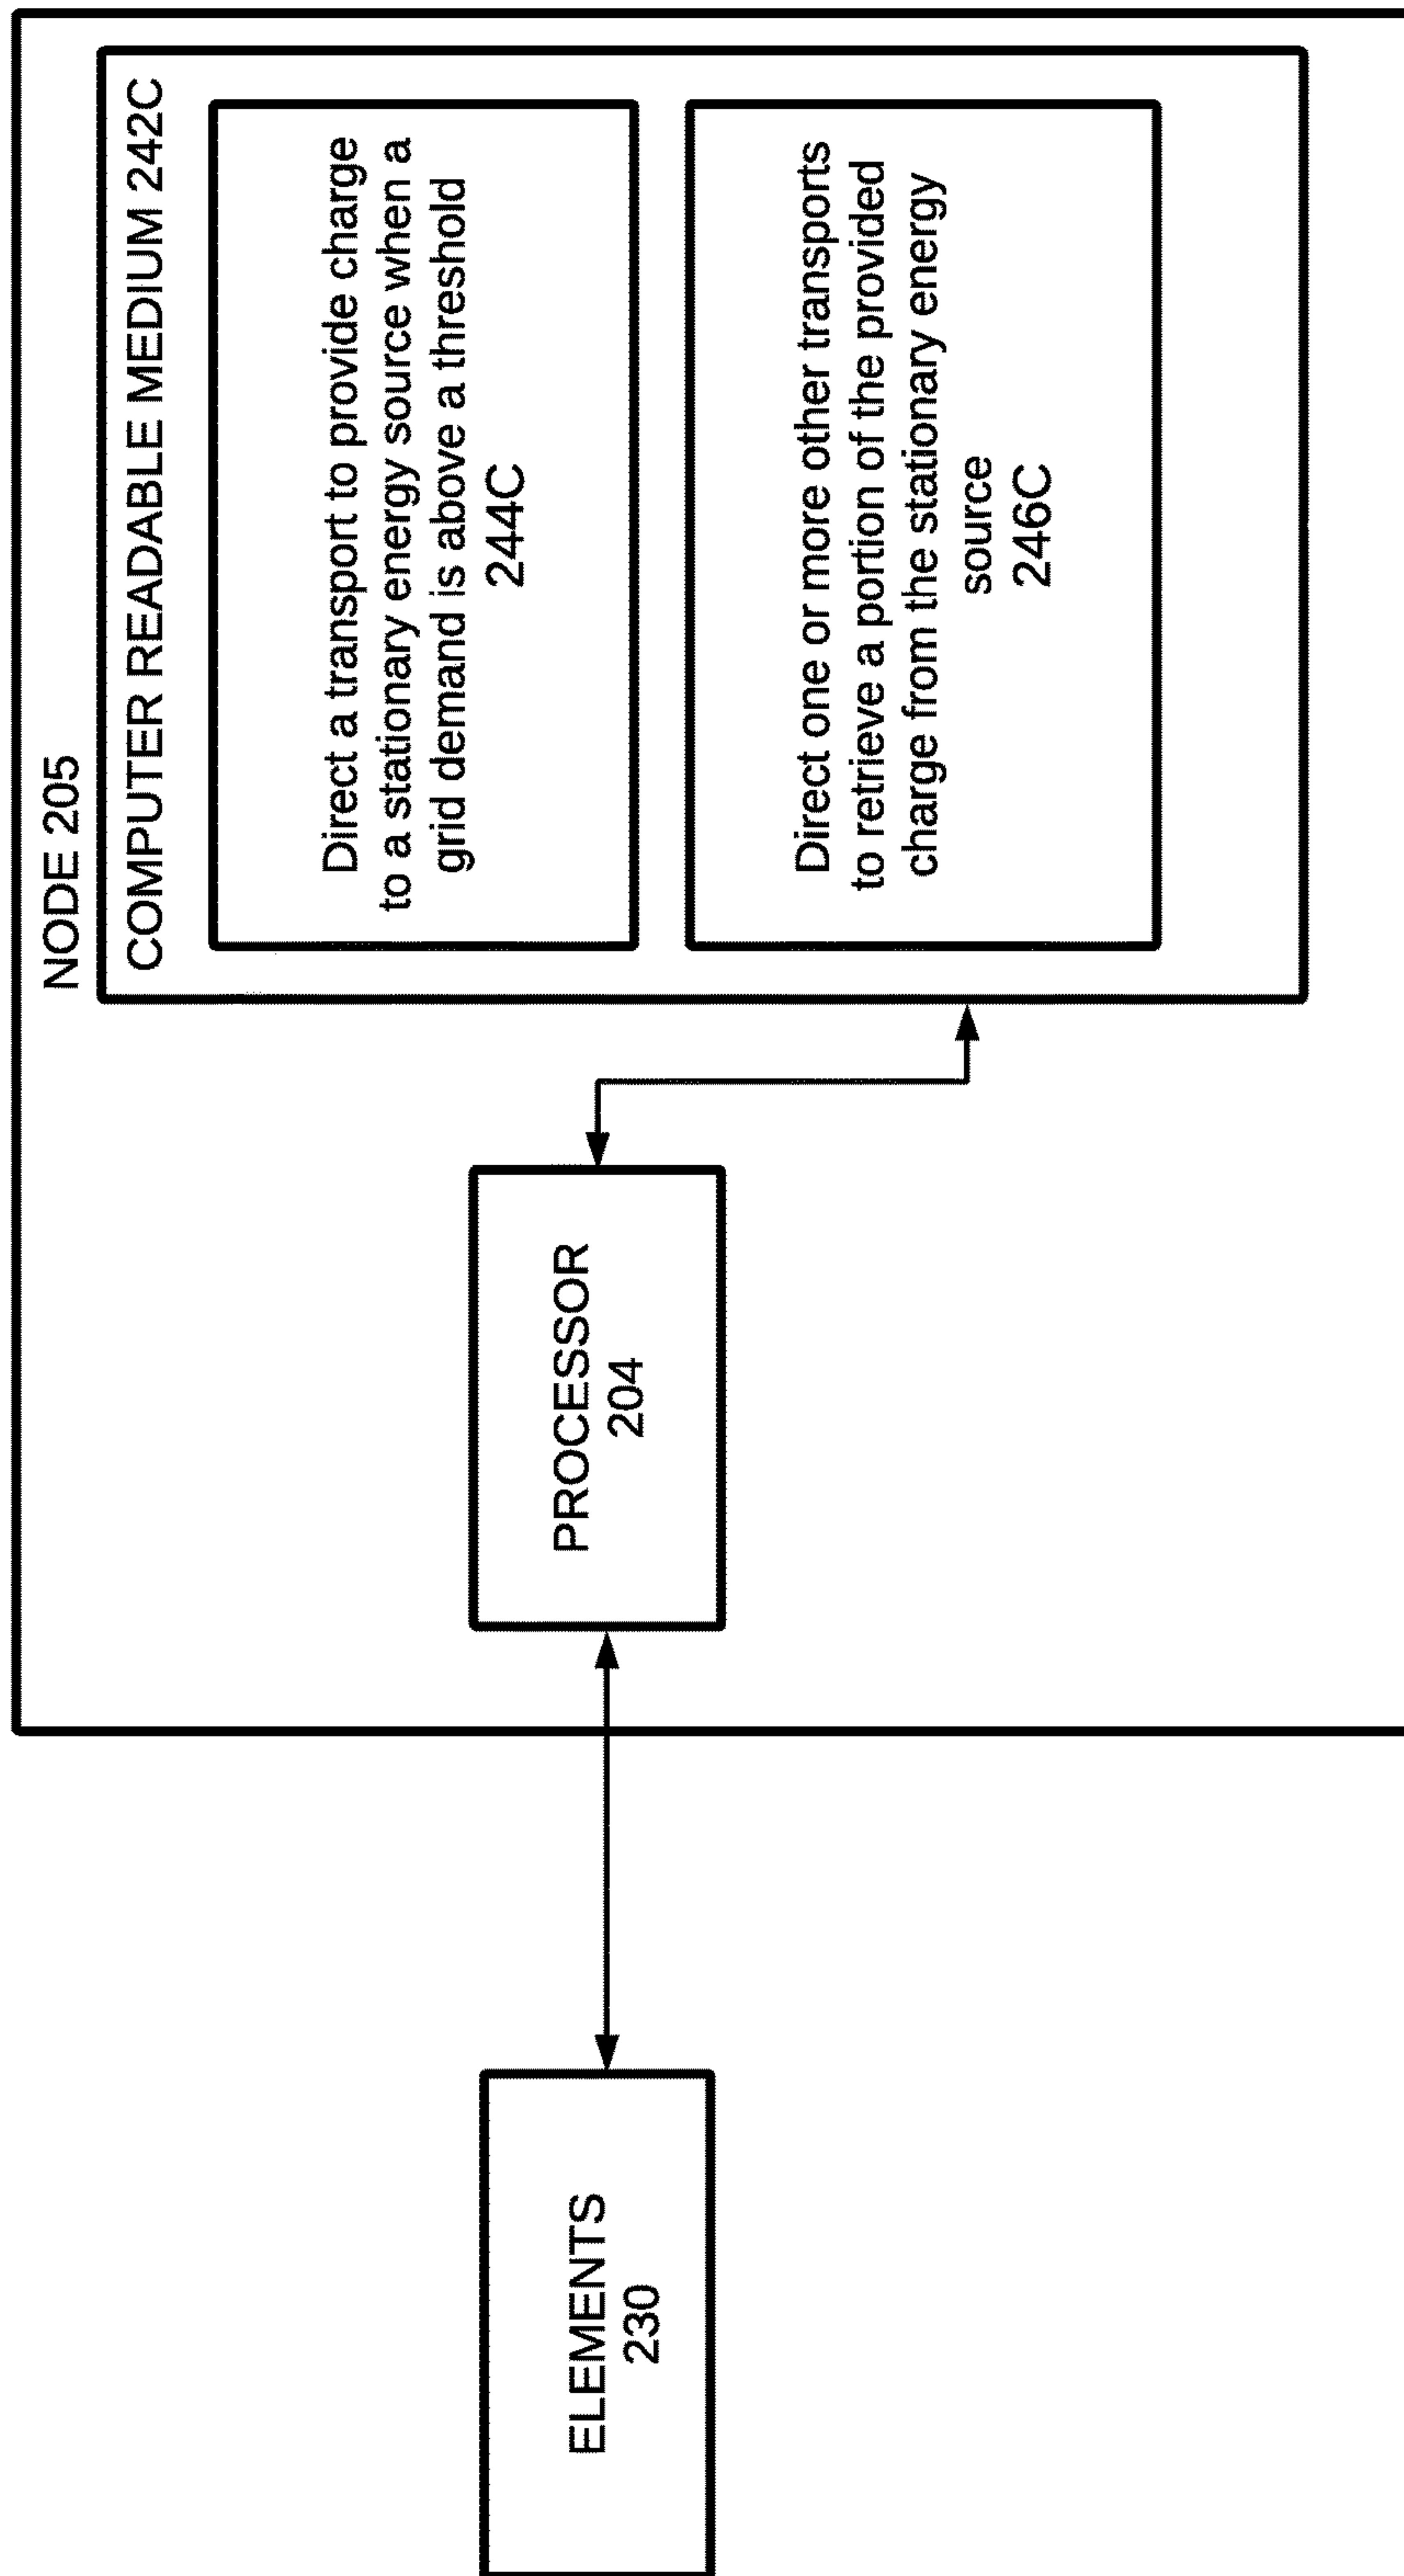 NODE 205
COMPUTER READABLE MEDIUM 242C
Direct a transport to provide charge
to a stationary energy source when a
grid demand is above a threshold
244C
Direct one or more other transports
to retrieve a portion of the provided
charge from the stationary energy
source
246C
PROCESSOR
204
ELEMENTS
230